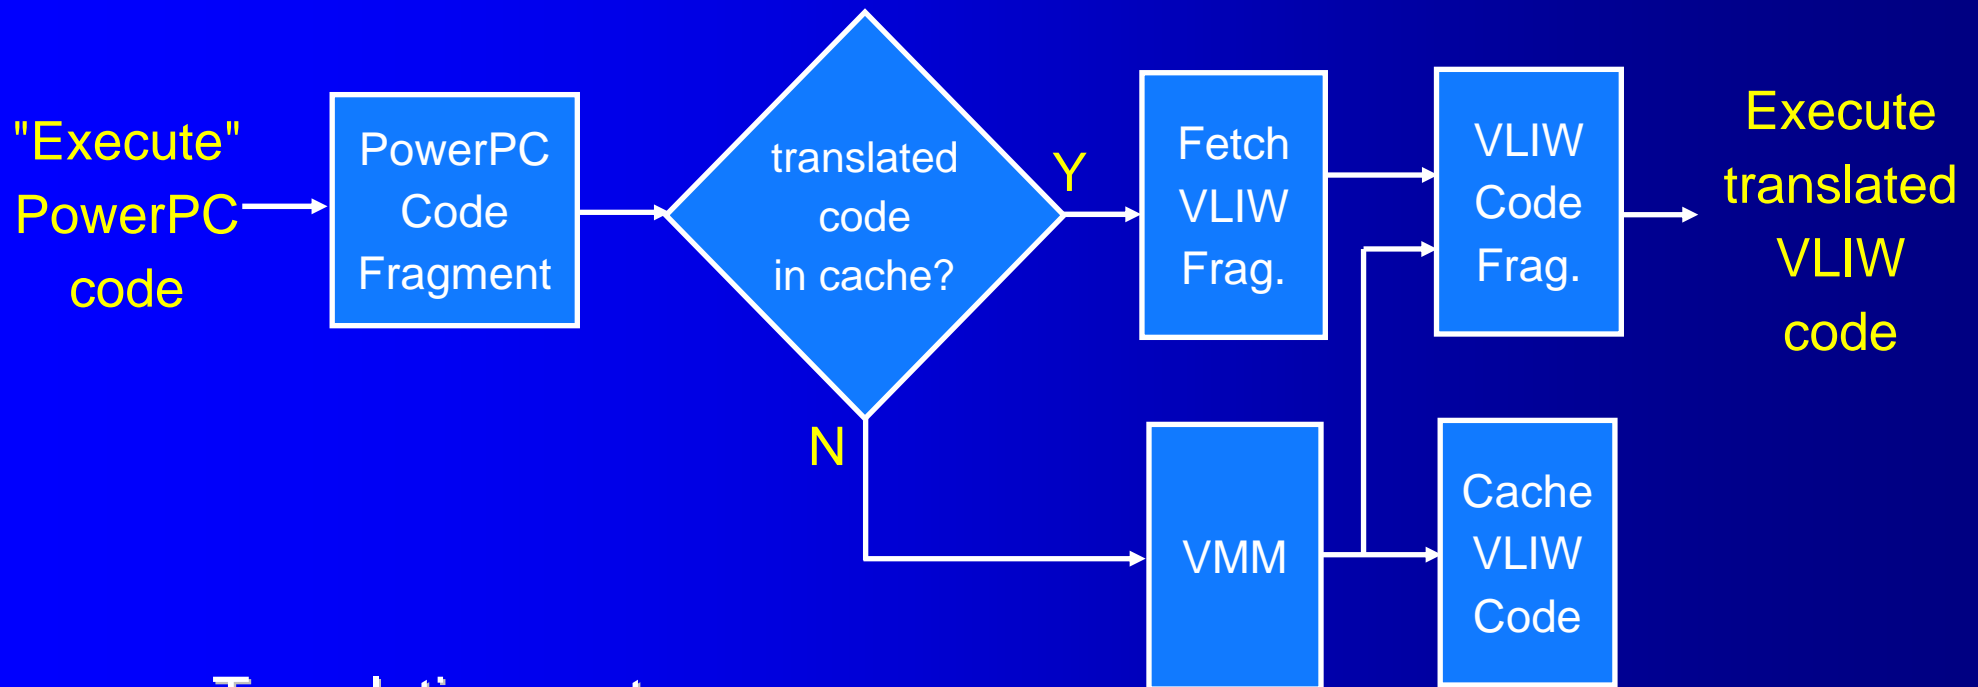 "Execute"
PowerPC
code
PowerPC
Code
Fragment
translated
code
in cache?
Y
N
Fetch
VLIW
Frag.
VLIW
Code
Frag.
Execute
translated
VLIW
code
VMM
Cache
VLIW
Code